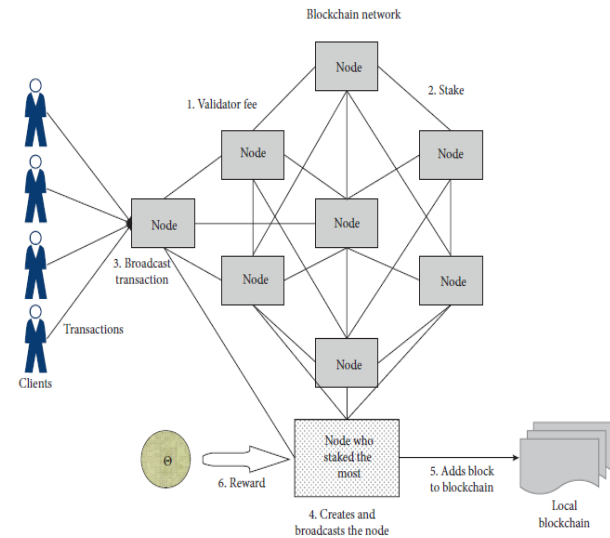 Blockchain network
Node
1. Validator fee
2. Stake
Node
Node
Node
Node
3. Broadcast
transaction
Node
Node
Transactions
Clients
Node
Node who
staked the
most
Θ
6. Reward
5. Adds block
to blockchain
4. Creates and
broadcasts the node
Local
blockchain